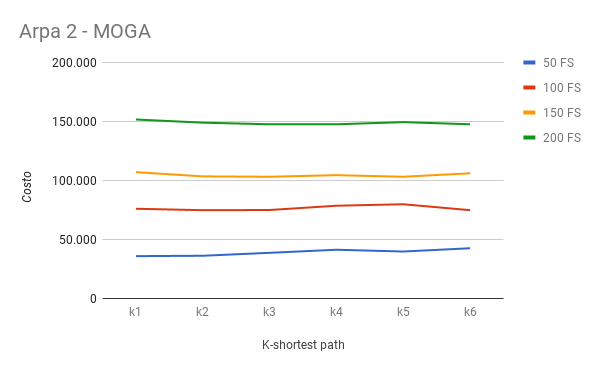 Arpa 2 - MOGA
200.000
150.000
100.000
50.000
0
Costo
k1 k2 k3 k4 k5 k6
K-shortest path
50 FS
100 FS
150 FS
200 FS